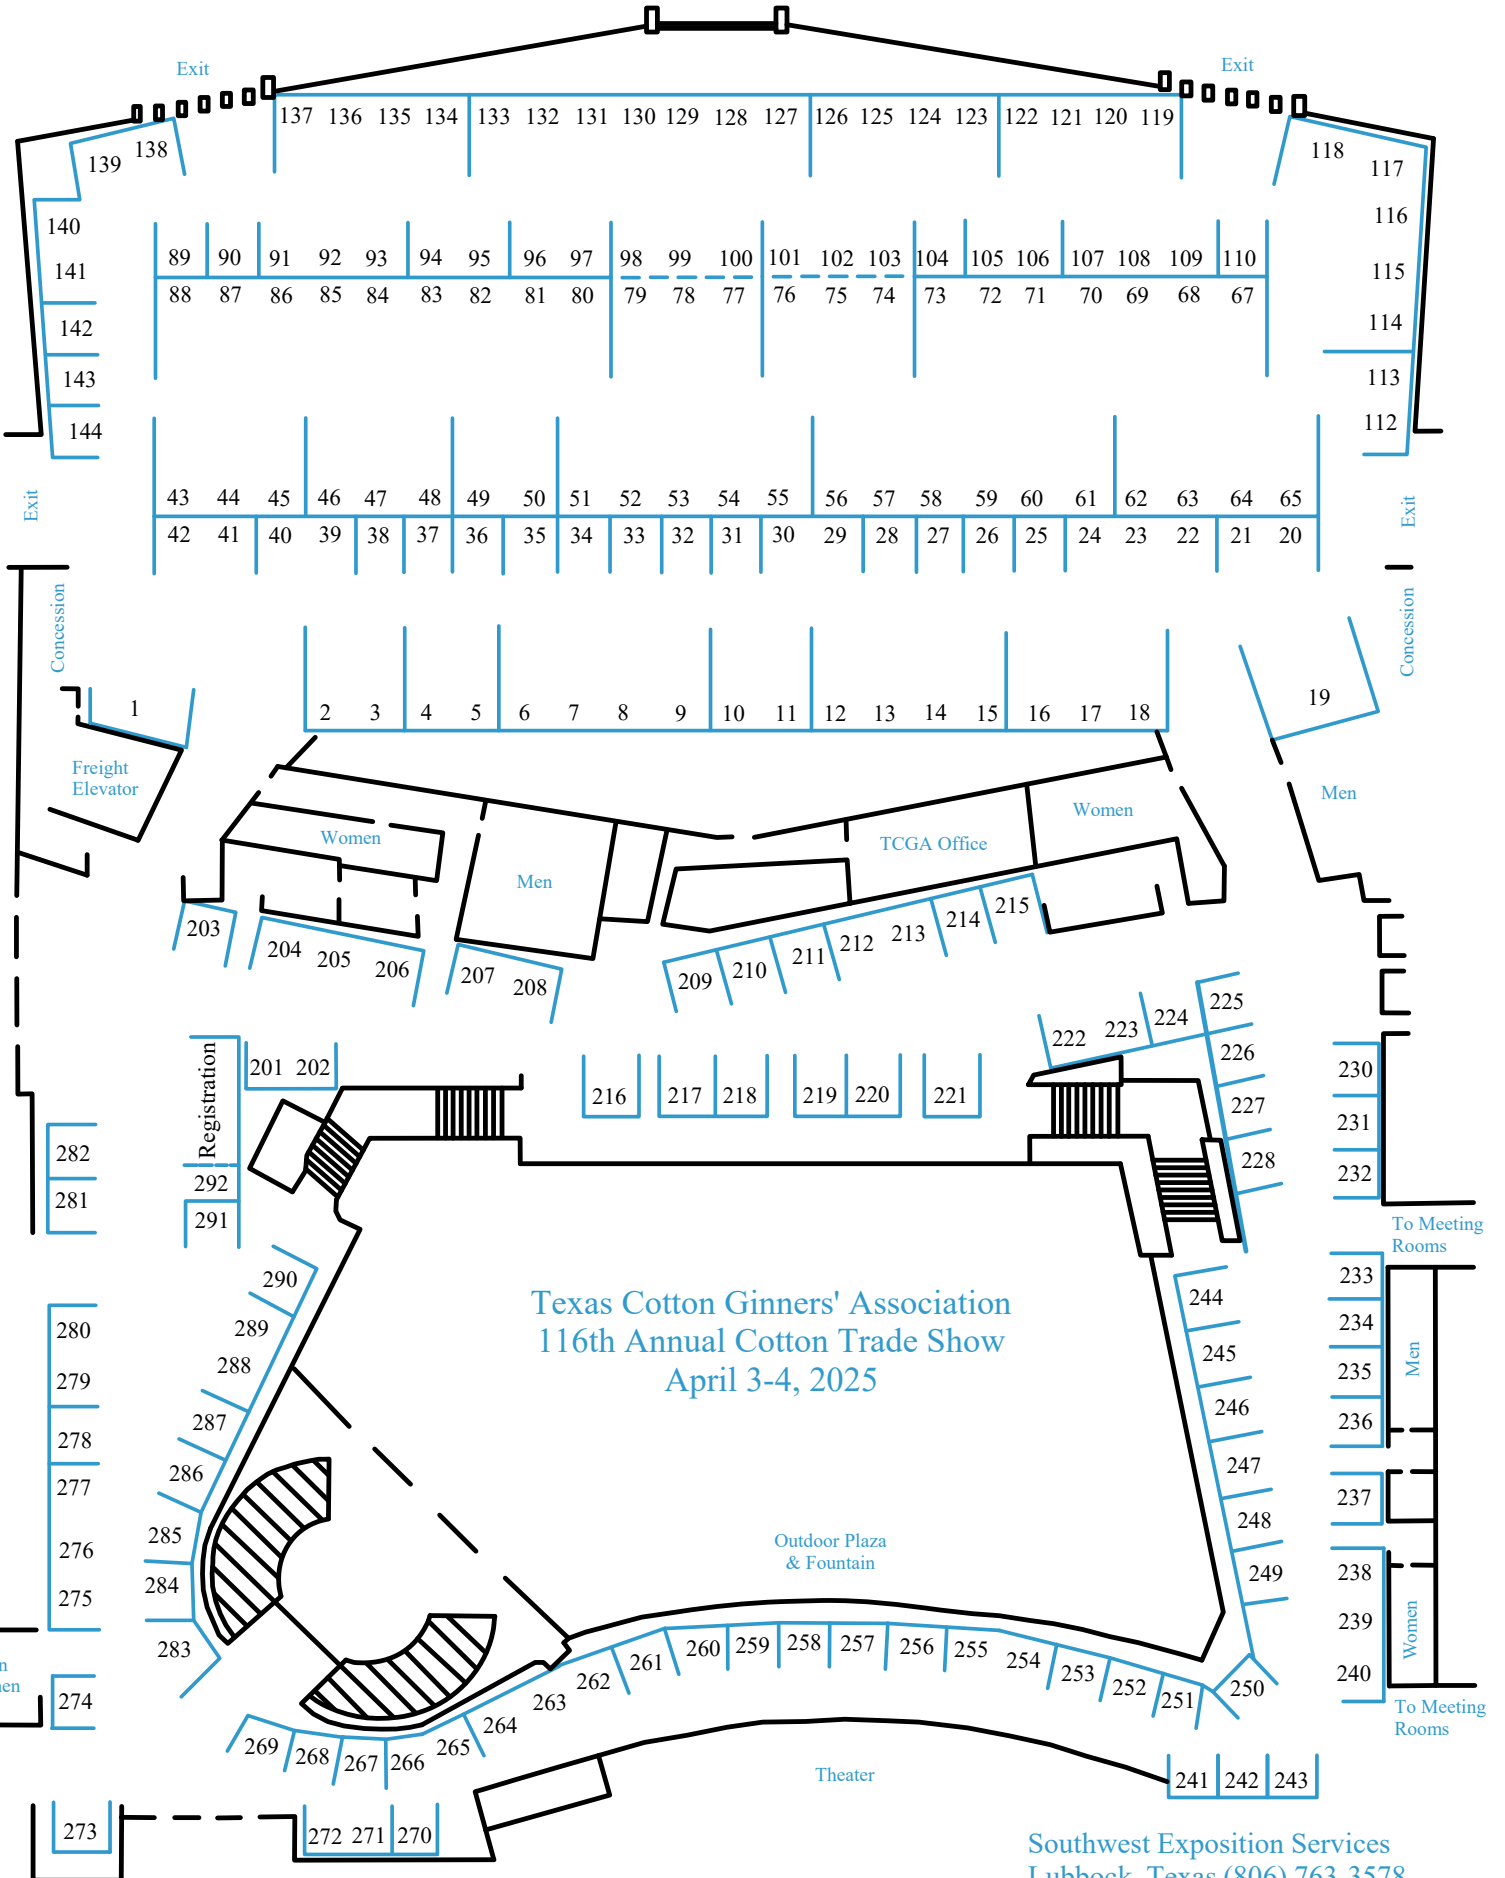 Exit
Exit
137 136 135 134 133 132 131 130 129 128 127 126 125 124 123 122 121 120 119
139 138
118 117
140
116
141
115
142
114
143
113
144
112
89 90 91 92 93 94 95 96 97 98 99 100 101 102 103 104 105 106 107 108 109 110
88 87 86 85 84 83 82 81 80 79 78 77 76 75 74 73 72 71 70 69 68 67
43 44 45 46 47 48 49 50 51 52 53 54 55 56 57 58 59 60 61 62 63 64 65
42 41 40 39 38 37 36 35 34 33 32 31 30 29 28 27 26 25 24 23 22 21 20
Exit
Exit
Concession
Concession
1
2 3 4 5 6 7 8 9 10 11 12 13 14 15 16 17 18
19
Freight
Elevator
Women
Men
TCGA Office
Women
Men
203
204 205 206
207 208
209 210 211 212 213 214 215
201 202
Registration
292
291
216
217 218
219 220
221
222 223 224
225
226
227
228
230
231
232
To Meeting
Rooms
282
281
280
279
278
277
276
275
274
273
290
289
288
287
286
285
284
283
Texas Cotton Ginners' Association
116th Annual Cotton Trade Show
April 3-4, 2025
Outdoor Plaza
& Fountain
244
245
246
247
248
249
250
233
234
235
236
237
238
239
240
Men
Women
To Meeting
Rooms
269 268 267 266 265 264 263 262 261 260 259 258 257 256 255 254 253 252 251
272 271 270
Theater
241 242 243
Southwest Exposition Services
Lubbock, Texas (806) 763-3578